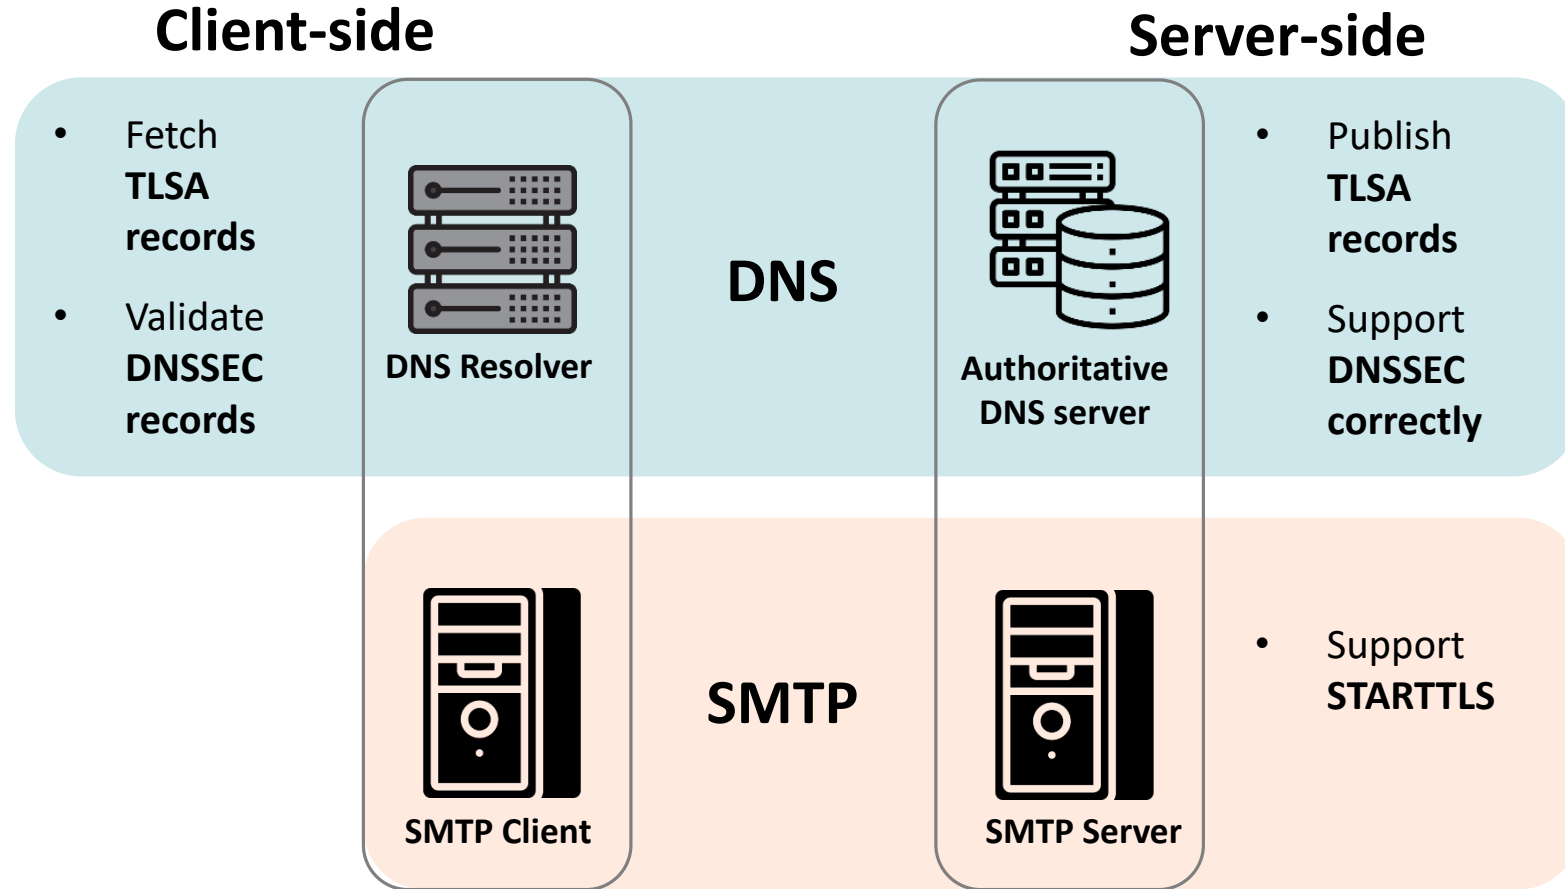 Client-side
Server-side
• Fetch
TLSA
records
• Validate
DNSSEC
records
DNS Resolver
DNS
Authoritative
DNS server
• Publish
TLSA
records
• Support
DNSSEC
correctly
SMTP Client
SMTP
SMTP Server
• Support
STARTTLS